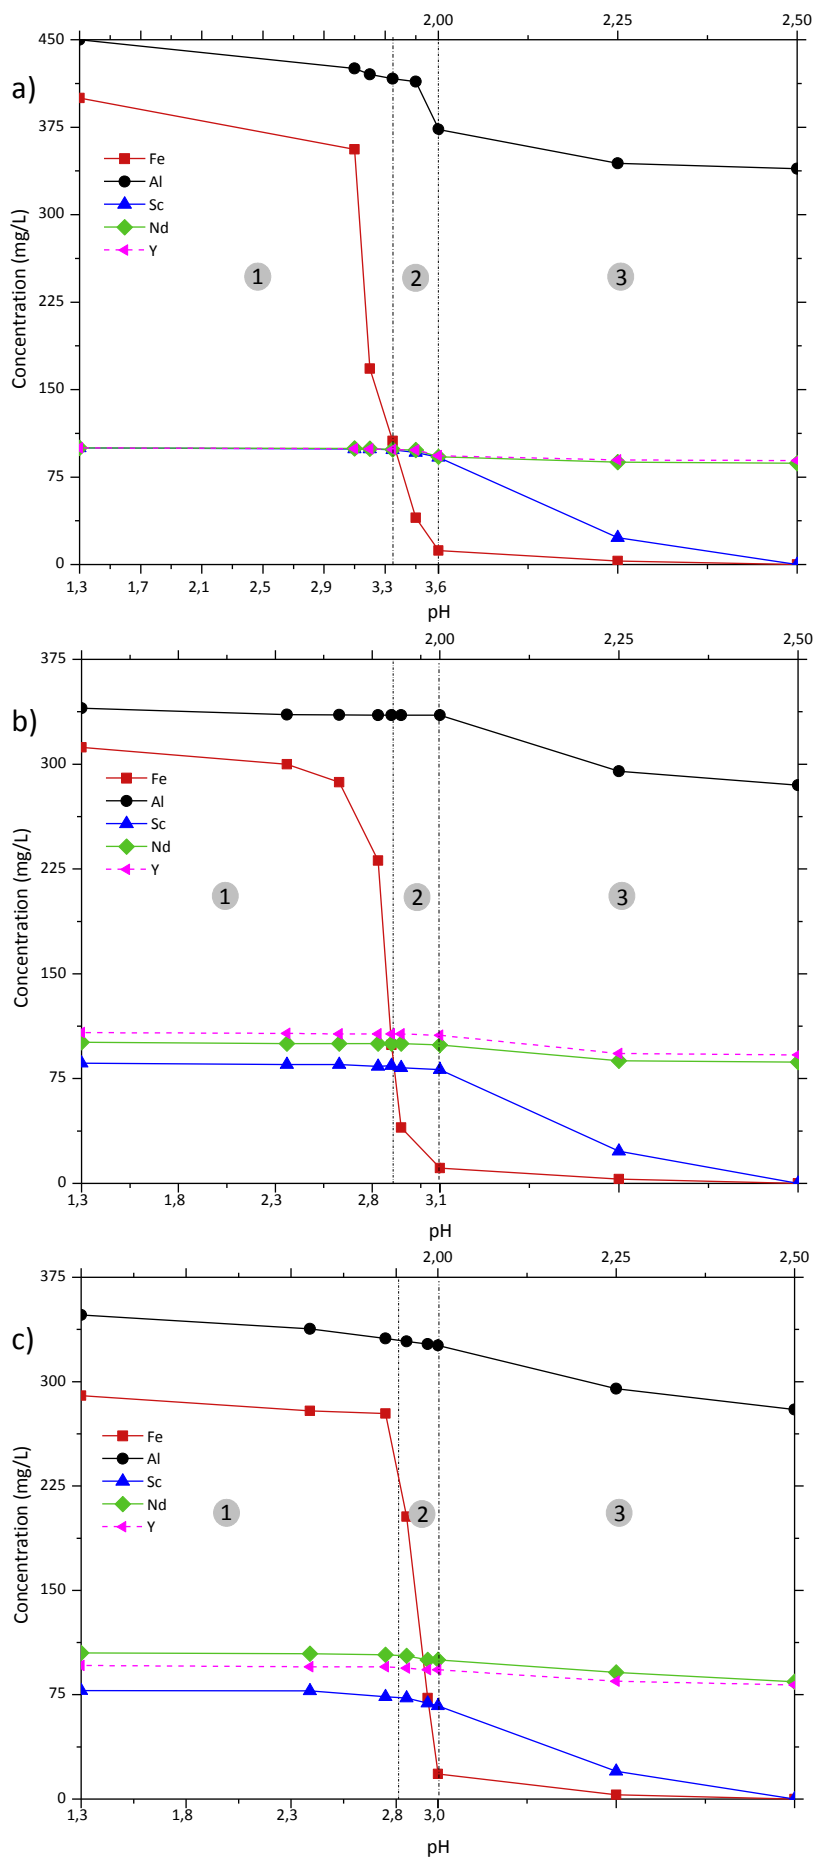 2,00 2,25 2,50
a)
450
375
300
225
150
75
0
Concentration (mg/L)
Fe
Al
Sc
Nd
Y
1 2 3
1,3 1,7 2,1 2,5 2,9 3,3 3,6
pH
2,00 2,25 2,50
b)
375
300
225
150
75
0
Concentration (mg/L)
Fe
Al
Sc
Nd
Y
1 2 3
1,3 1,8 2,3 2,8 3,1
pH
2,00 2,25 2,50
c)
375
300
225
150
75
0
Concentration (mg/L)
Fe
Al
Sc
Nd
Y
1 2 3
1,3 1,8 2,3 2,8 3,0
pH